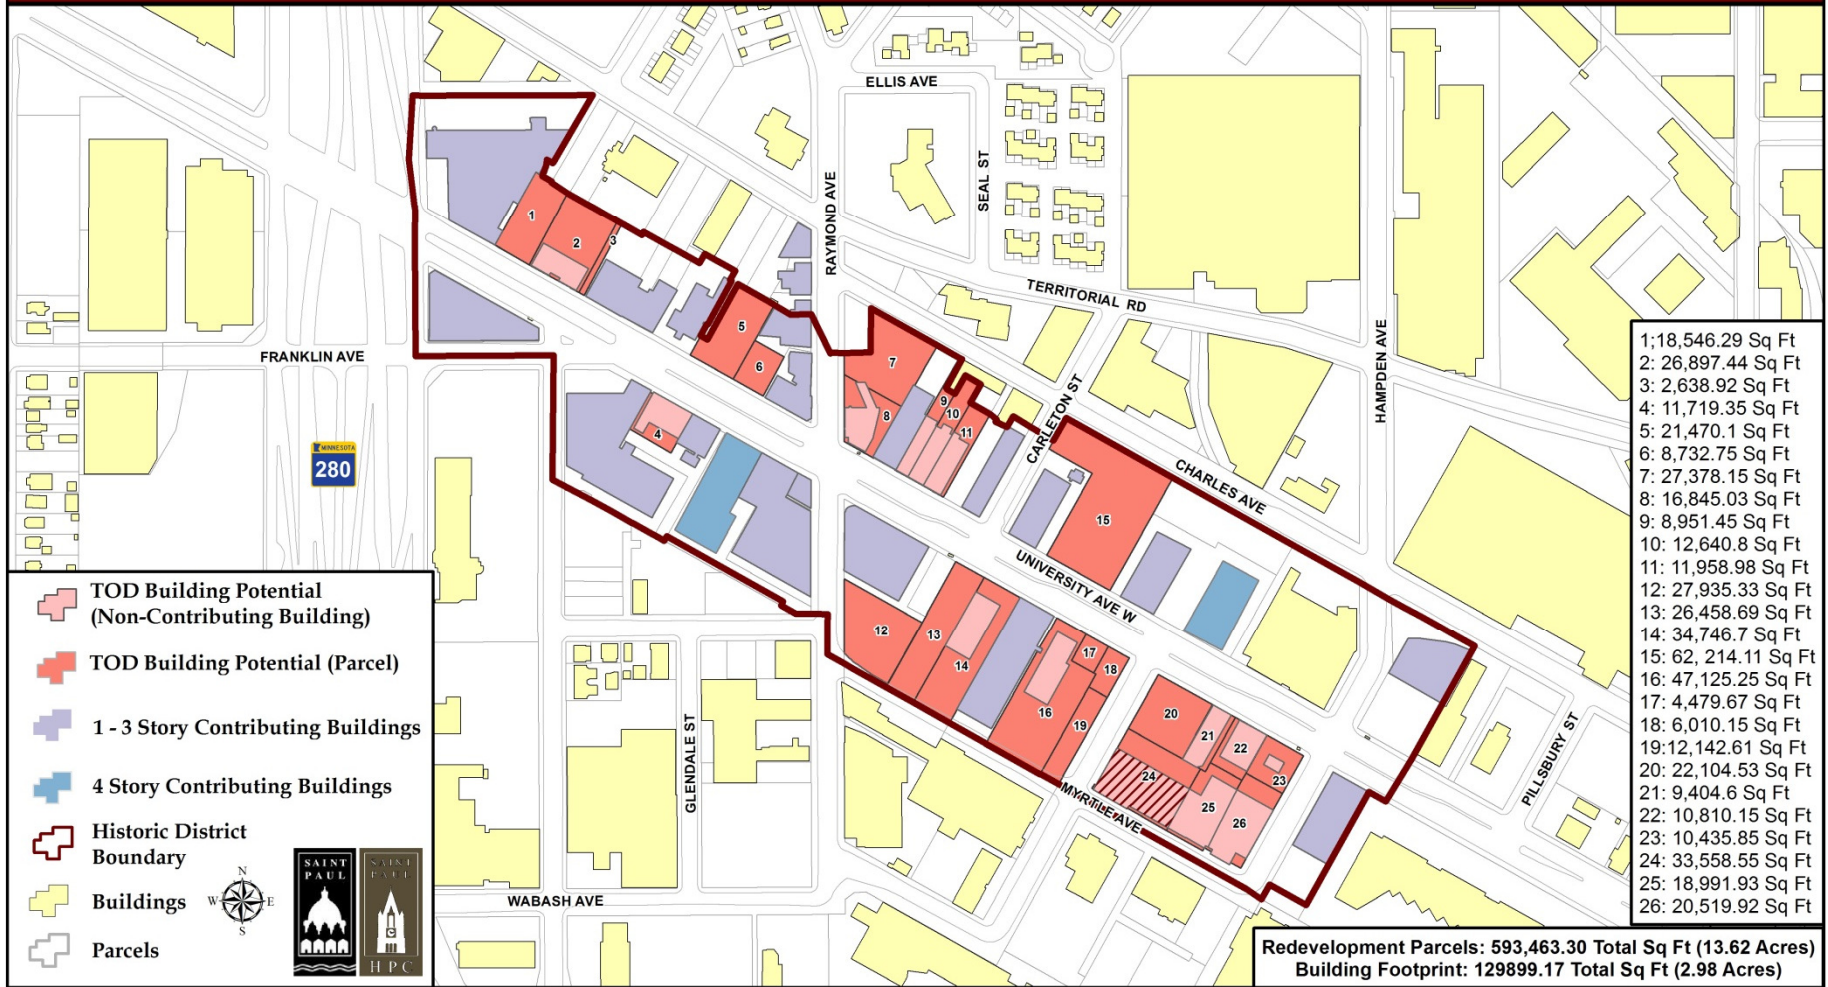 ELLIS AVE
RAYMOND AVE
SEAL ST
TERRITORIAL RD
HAMPDEN AVE
FRANKLIN AVE
CARLETON ST
CHARLES AVE
UNIVERSITY AVE W
MINNESOTA
280
GLENDALE ST
MYRTLE AVE
PILLSBURY ST
WABASH AVE
1
2
3
4
5
6
7
8
9
10
11
12
13
14
15
16
17
18
19
20
21
22
23
24
25
26
TOD Building Potential
(Non-Contributing Building)
TOD Building Potential (Parcel)
1 - 3 Story Contributing Buildings
4 Story Contributing Buildings
Historic District
Boundary
Buildings
Parcels
N
W E
S
SAINT
PAUL
SAINT
PAUL
HPC
1;18,546.29 Sq Ft
2: 26,897.44 Sq Ft
3: 2,638.92 Sq Ft
4: 11,719.35 Sq Ft
5: 21,470.1 Sq Ft
6: 8,732.75 Sq Ft
7: 27,378.15 Sq Ft
8: 16,845.03 Sq Ft
9: 8,951.45 Sq Ft
10: 12,640.8 Sq Ft
11: 11,958.98 Sq Ft
12: 27,935.33 Sq Ft
13: 26,458.69 Sq Ft
14: 34,746.7 Sq Ft
15: 62, 214.11 Sq Ft
16: 47,125.25 Sq Ft
17: 4,479.67 Sq Ft
18: 6,010.15 Sq Ft
19:12,142.61 Sq Ft
20: 22,104.53 Sq Ft
21: 9,404.6 Sq Ft
22: 10,810.15 Sq Ft
23: 10,435.85 Sq Ft
24: 33,558.55 Sq Ft
25: 18,991.93 Sq Ft
26: 20,519.92 Sq Ft
Redevelopment Parcels: 593,463.30 Total Sq Ft (13.62 Acres)
Building Footprint: 129899.17 Total Sq Ft (2.98 Acres)